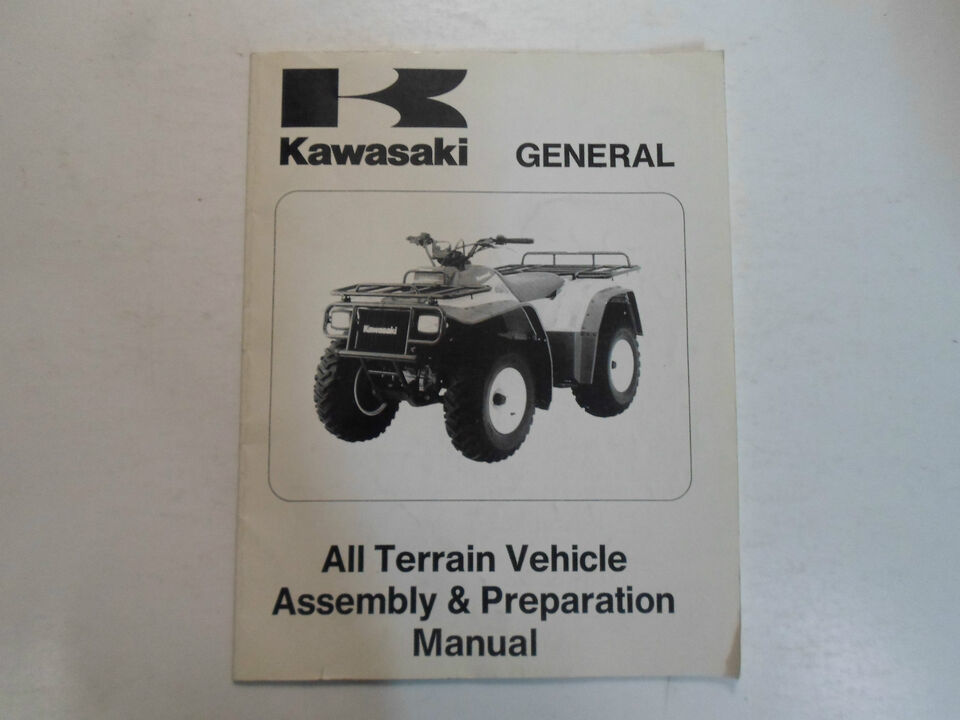 Kawasaki
GENERAL
Kawasaki
All Terrain Vehicle
Assembly & Preparation
Manual